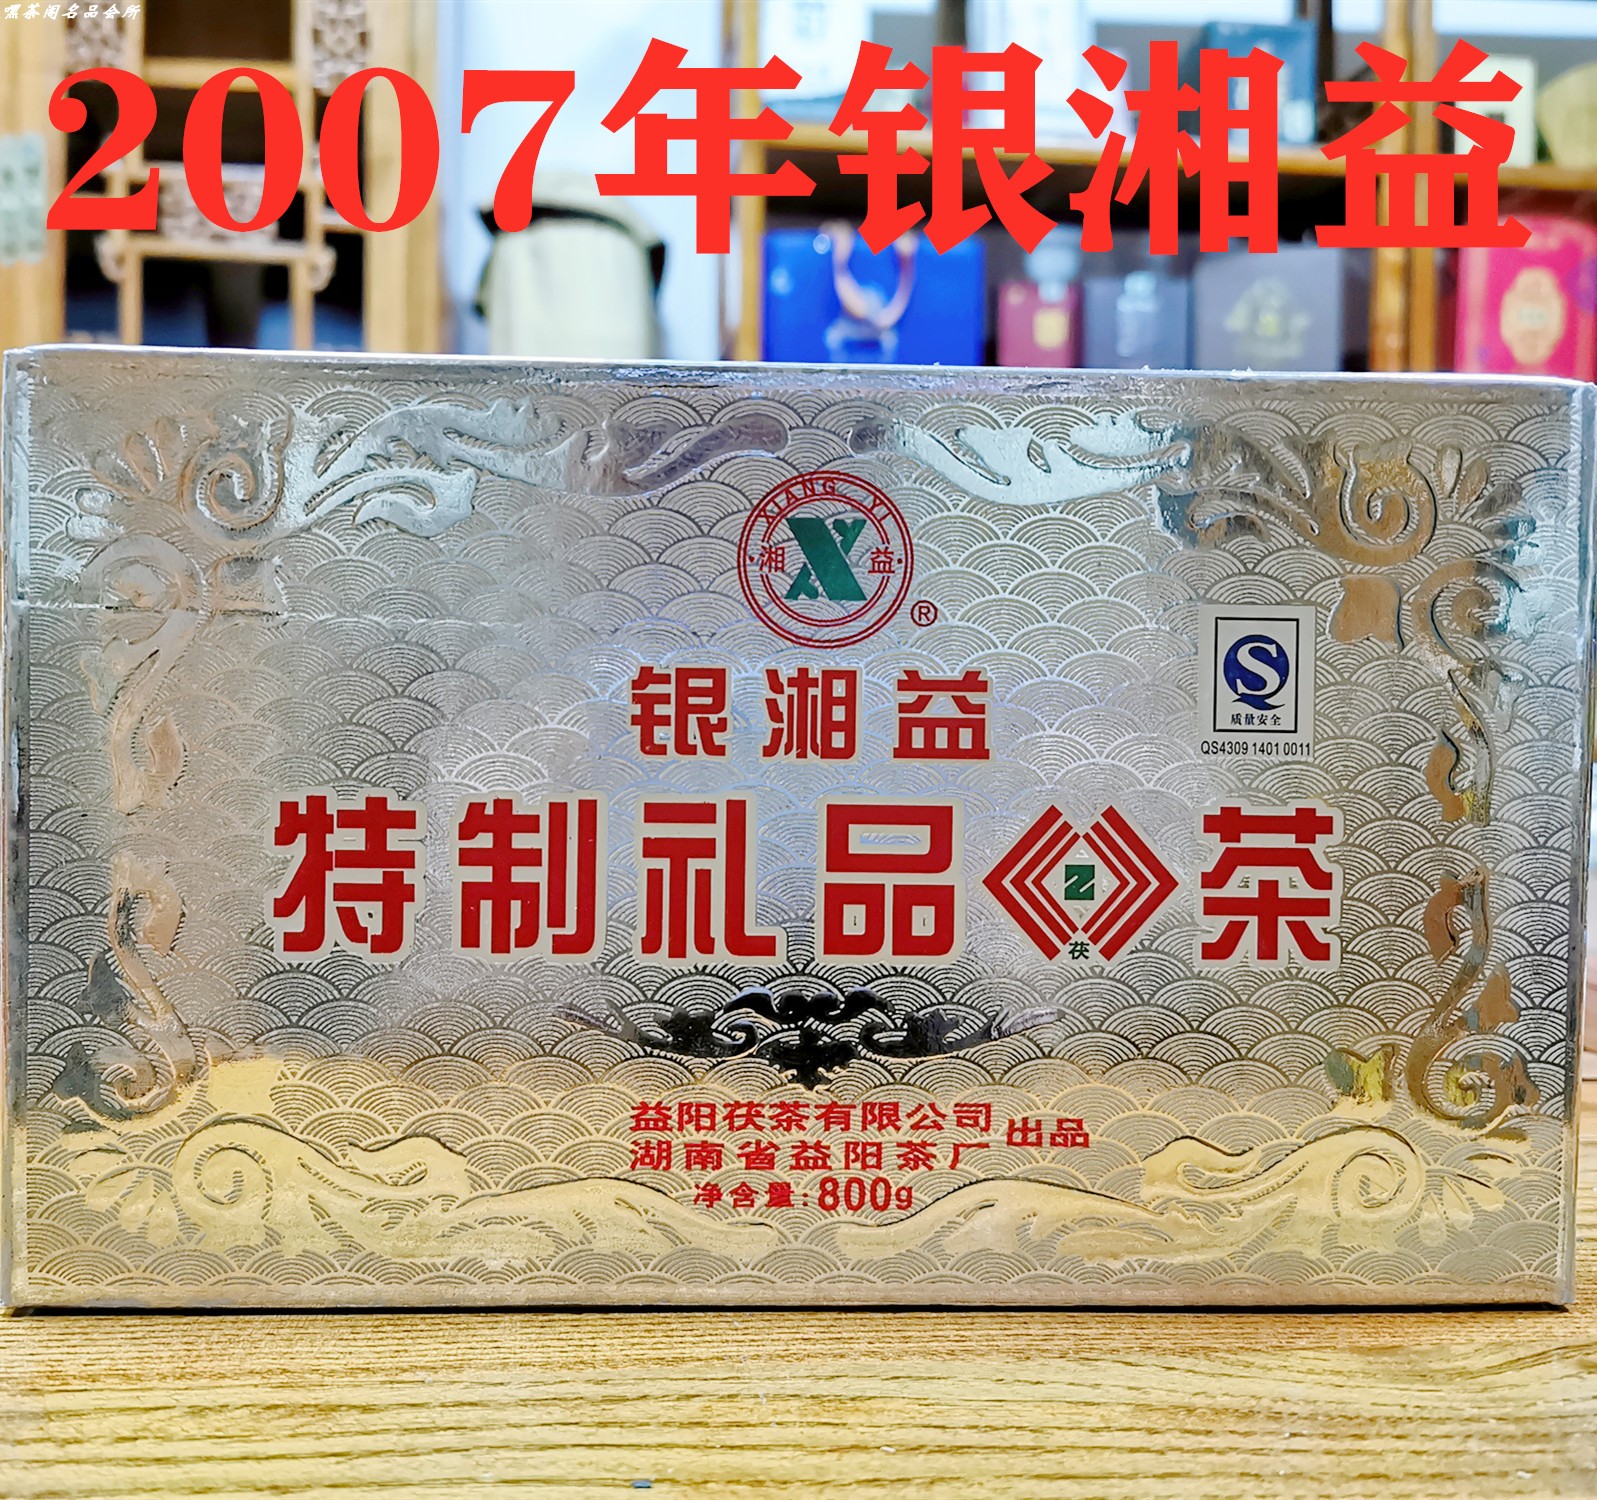 嘿茶阁名品会所
2007年银湘益
XIANG YI
湘 益
®
银湘益
质量安全
QS4309 1401 0011
特制礼品 茶
茯
益阳茯茶有限公司
湖南省益阳茶厂
出品
净含量:800g